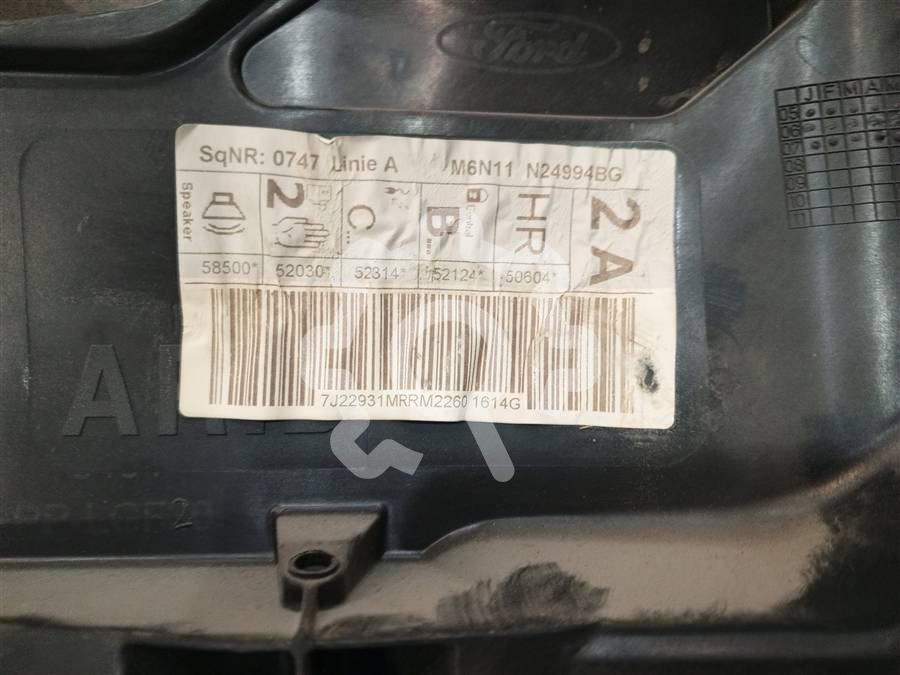 Ford
J F M A M
05
06
07
08
09
10
11
SqNR: 0747 Linie A M6N11 N24994BG
Speaker
2
C...
B...
HR
2A
58500* 52030* 52314* 52124* 50604*
7J22931MRRM2260 1614G